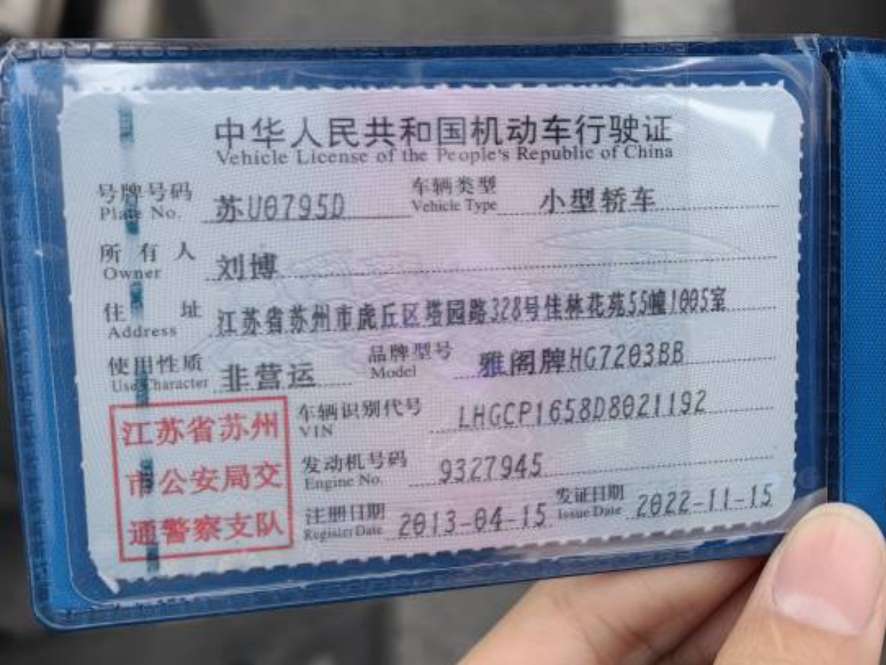 中华人民共和国机动车行驶证
Vehicle License of the People's Republic of China
号牌号码 苏U0795D 车辆类型 小型轿车
Plate No. Vehicle Type
所有人 刘博
Owner
住址 江苏省苏州市虎丘区塔园路328号佳林花苑55幢1005室
Address
使用性质 非营运 品牌型号 雅阁牌HG7203BB
Use Character Model
江苏省苏州
市公安局交
通警察支队
车辆识别代号 LHGCP1658D8021192
VIN
发动机号码 9327945
Engine No.
注册日期 2013-04-15 发证日期 2022-11-15
Register Date Issue Date